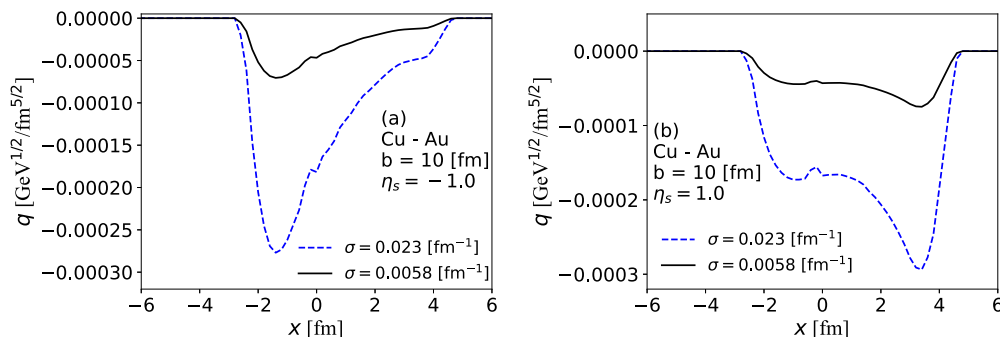 0.00000
−0.00005
−0.00010
−0.00015
−0.00020
−0.00025
−0.00030
q [GeV^{1/2}/fm^{5/2}]
(a)
Cu - Au
b = 10 [fm]
η_s = −1.0
σ = 0.023 [fm⁻¹]
σ = 0.0058 [fm⁻¹]
−6 −4 −2 0 2 4 6
x [fm]
0.0000
−0.0001
−0.0002
−0.0003
q [GeV^{1/2}/fm^{5/2}]
(b)
Cu - Au
b = 10 [fm]
η_s = 1.0
σ = 0.023 [fm⁻¹]
σ = 0.0058 [fm⁻¹]
−6 −4 −2 0 2 4 6
x [fm]